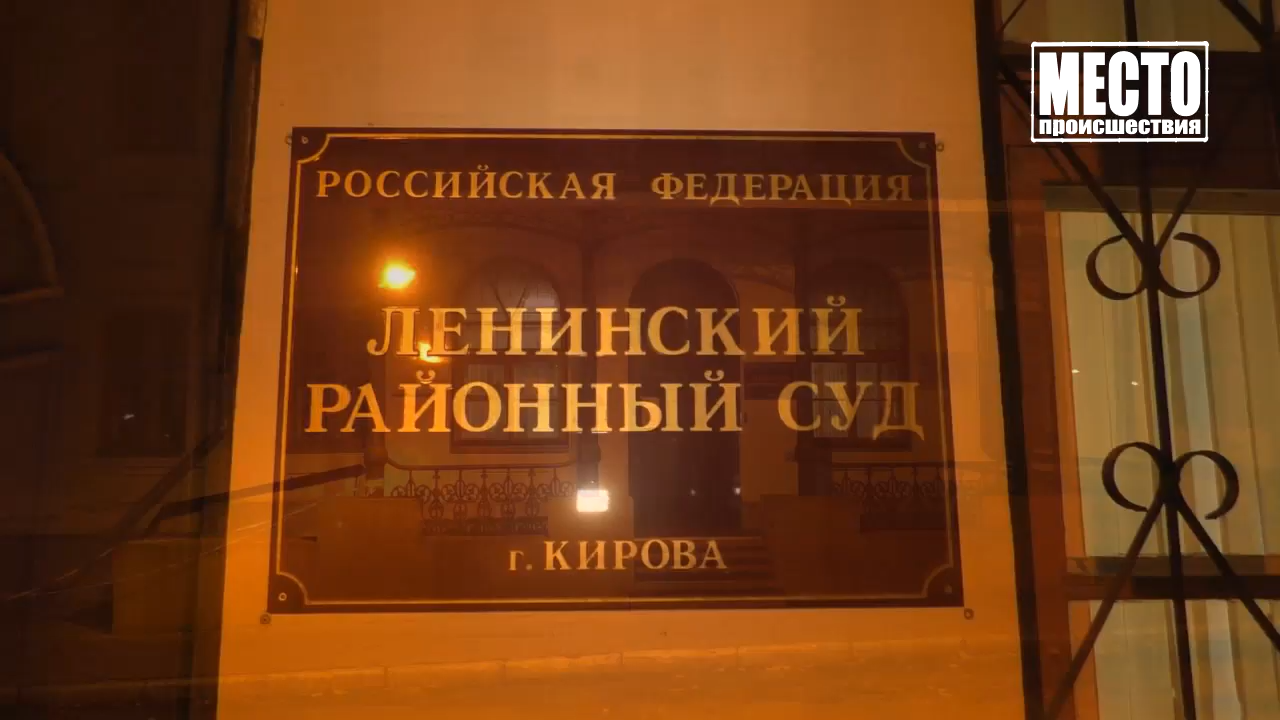 МЕСТО
ПРОИСШЕСТВИЯ
РОССИЙСКАЯ ФЕДЕРАЦИЯ
ЛЕНИНСКИЙ
РАЙОННЫЙ СУД
г. КИРОВА